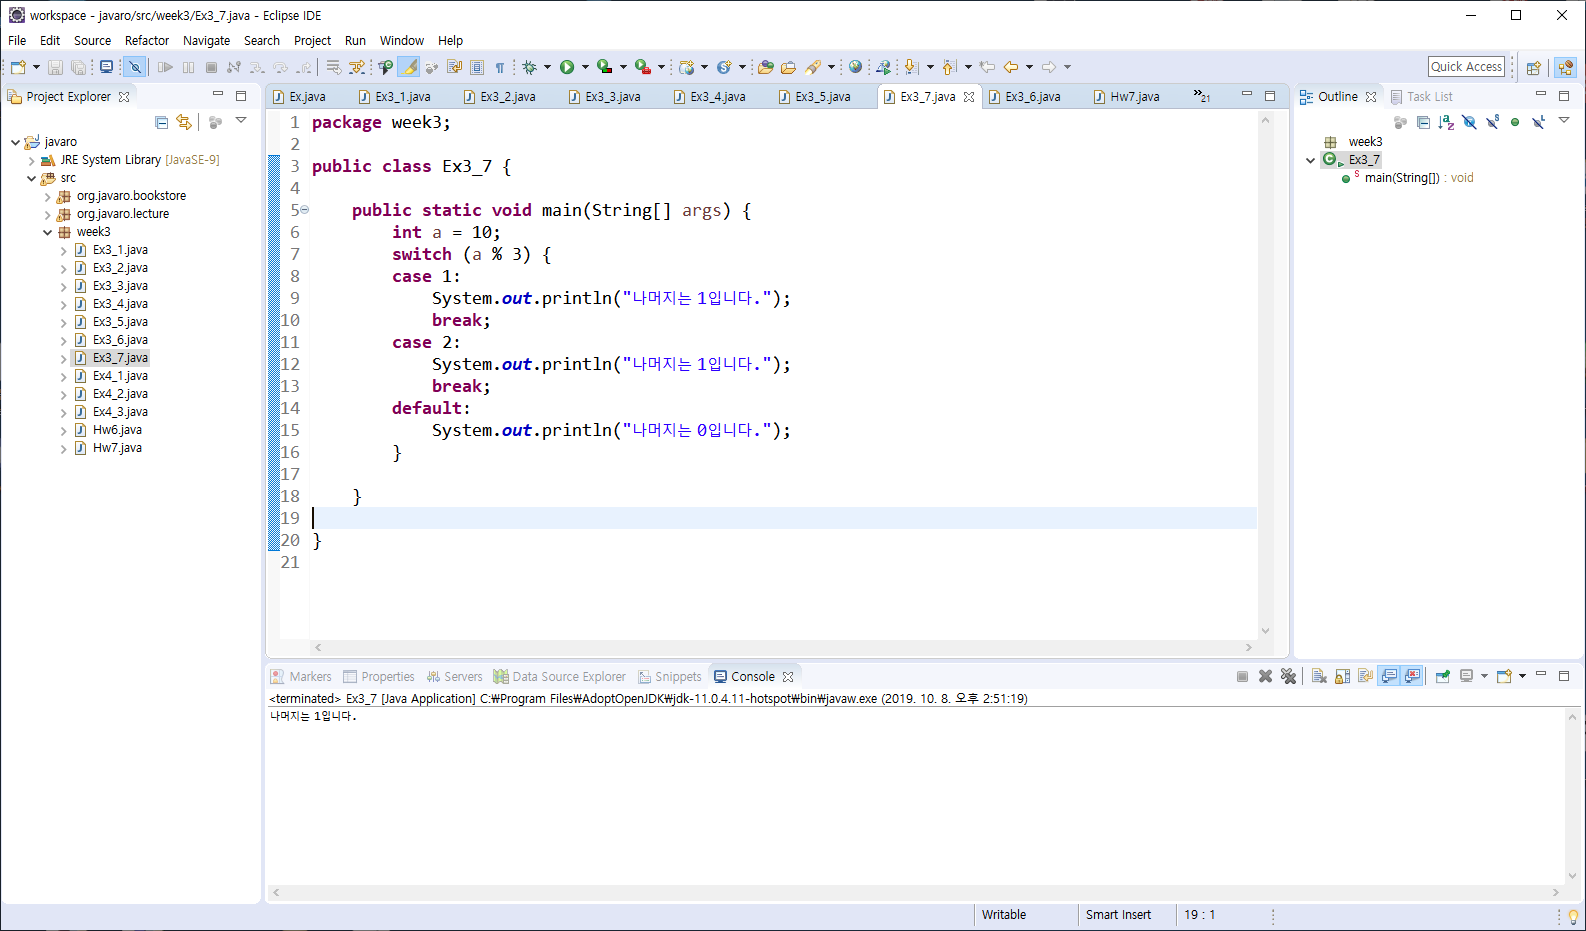 workspace - javaro/src/week3/Ex3_7.java - Eclipse IDE
File Edit Source Refactor Navigate Search Project Run Window Help
Quick Access
Project Explorer
javaro
JRE System Library [JavaSE-9]
src
org.javaro.bookstore
org.javaro.lecture
week3
Ex3_1.java
Ex3_2.java
Ex3_3.java
Ex3_4.java
Ex3_5.java
Ex3_6.java
Ex3_7.java
Ex4_1.java
Ex4_2.java
Ex4_3.java
Hw6.java
Hw7.java
Ex.java Ex3_1.java Ex3_2.java Ex3_3.java Ex3_4.java Ex3_5.java Ex3_7.java Ex3_6.java Hw7.java »21
1 package week3;
2
3 public class Ex3_7 {
4
5 public static void main(String[] args) {
6 int a = 10;
7 switch (a % 3) {
8 case 1:
9 System.out.println("나머지는 1입니다.");
10 break;
11 case 2:
12 System.out.println("나머지는 1입니다.");
13 break;
14 default:
15 System.out.println("나머지는 0입니다.");
16 }
17
18 }
19
20 }
21
Outline Task List
week3
Ex3_7
main(String[]) : void
Markers Properties Servers Data Source Explorer Snippets Console
<terminated> Ex3_7 [Java Application] C:₩Program Files₩AdoptOpenJDK₩jdk-11.0.4.11-hotspot₩bin₩javaw.exe (2019. 10. 8. 오후 2:51:19)
나머지는 1입니다.
Writable Smart Insert 19 : 1